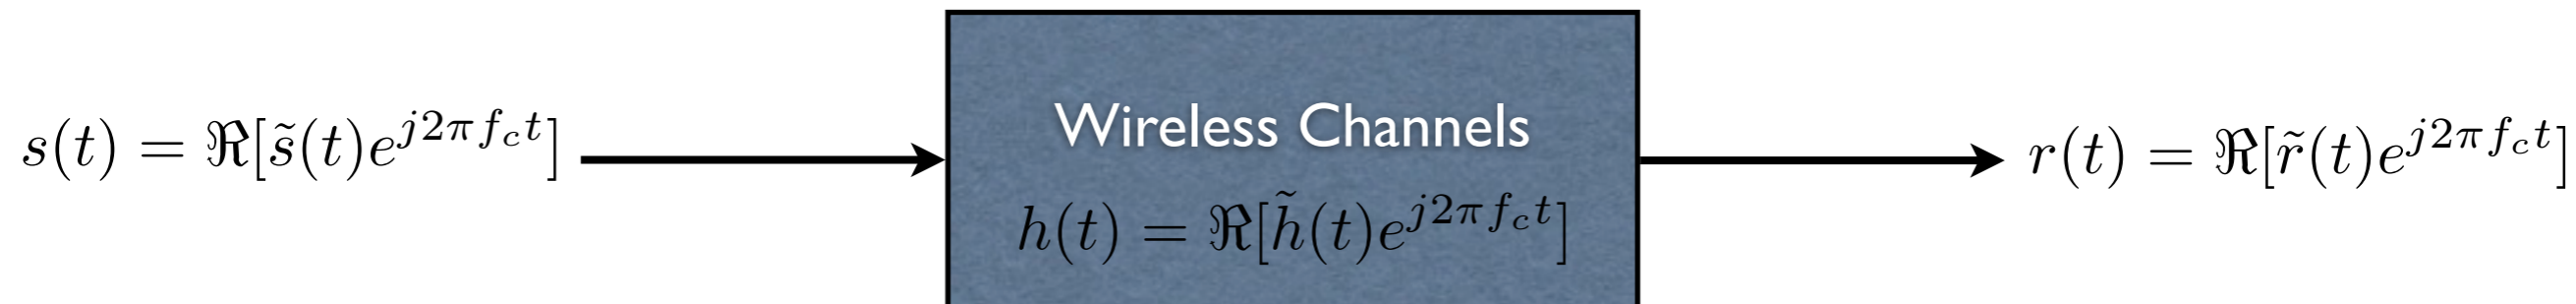 s(t) = ℜ[s̃(t)e^{j2πf_c t}]
Wireless Channels
h(t) = ℜ[h̃(t)e^{j2πf_c t}]
r(t) = ℜ[r̃(t)e^{j2πf_c t}]